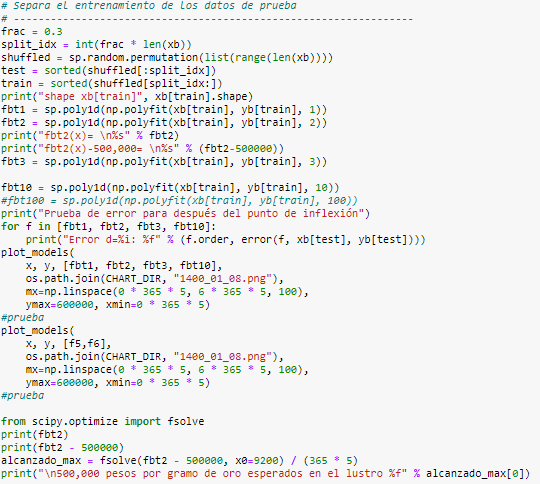 # Separa el entrenamiento de los datos de prueba
# -----------------------------------------------------------------
frac = 0.3
split_idx = int(frac * len(xb))
shuffled = sp.random.permutation(list(range(len(xb))))
test = sorted(shuffled[:split_idx])
train = sorted(shuffled[split_idx:])
print("shape xb[train]", xb[train].shape)
fbt1 = sp.poly1d(np.polyfit(xb[train], yb[train], 1))
fbt2 = sp.poly1d(np.polyfit(xb[train], yb[train], 2))
print("fbt2(x)= \n%s" % fbt2)
print("fbt2(x)-500,000= \n%s" % (fbt2-500000))
fbt3 = sp.poly1d(np.polyfit(xb[train], yb[train], 3))

fbt10 = sp.poly1d(np.polyfit(xb[train], yb[train], 10))
#fbt100 = sp.poly1d(np.polyfit(xb[train], yb[train], 100))
print("Prueba de error para después del punto de inflexión")
for f in [fbt1, fbt2, fbt3, fbt10]:
    print("Error d=%i: %f" % (f.order, error(f, xb[test], yb[test])))
plot_models(
    x, y, [fbt1, fbt2, fbt3, fbt10],
    os.path.join(CHART_DIR, "1400_01_08.png"),
    mx=np.linspace(0 * 365 * 5, 6 * 365 * 5, 100),
    ymax=600000, xmin=0 * 365 * 5)
#prueba
plot_models(
    x, y, [f5,f6],
    os.path.join(CHART_DIR, "1400_01_08.png"),
    mx=np.linspace(0 * 365 * 5, 6 * 365 * 5, 100),
    ymax=600000, xmin=0 * 365 * 5)
#prueba

from scipy.optimize import fsolve
print(fbt2)
print(fbt2 - 500000)
alcanzado_max = fsolve(fbt2 - 500000, x0=9200) / (365 * 5)
print("\n500,000 pesos por gramo de oro esperados en el lustro %f" % alcanzado_max[0])